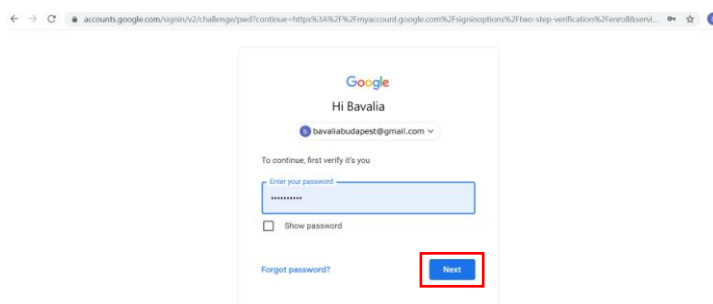 accounts.google.com/signin/v2/challenge/pwd?continue=https%3A%2F%2Fmyaccount.google.com%2Fsigninoptions%2Ftwo-step-verification%2Fenroll&servi...
Google
Hi Bavalia
b bavaliabudapest@gmail.com
To continue, first verify it's you
Enter your password
••••••••••
Show password
Forgot password?
Next